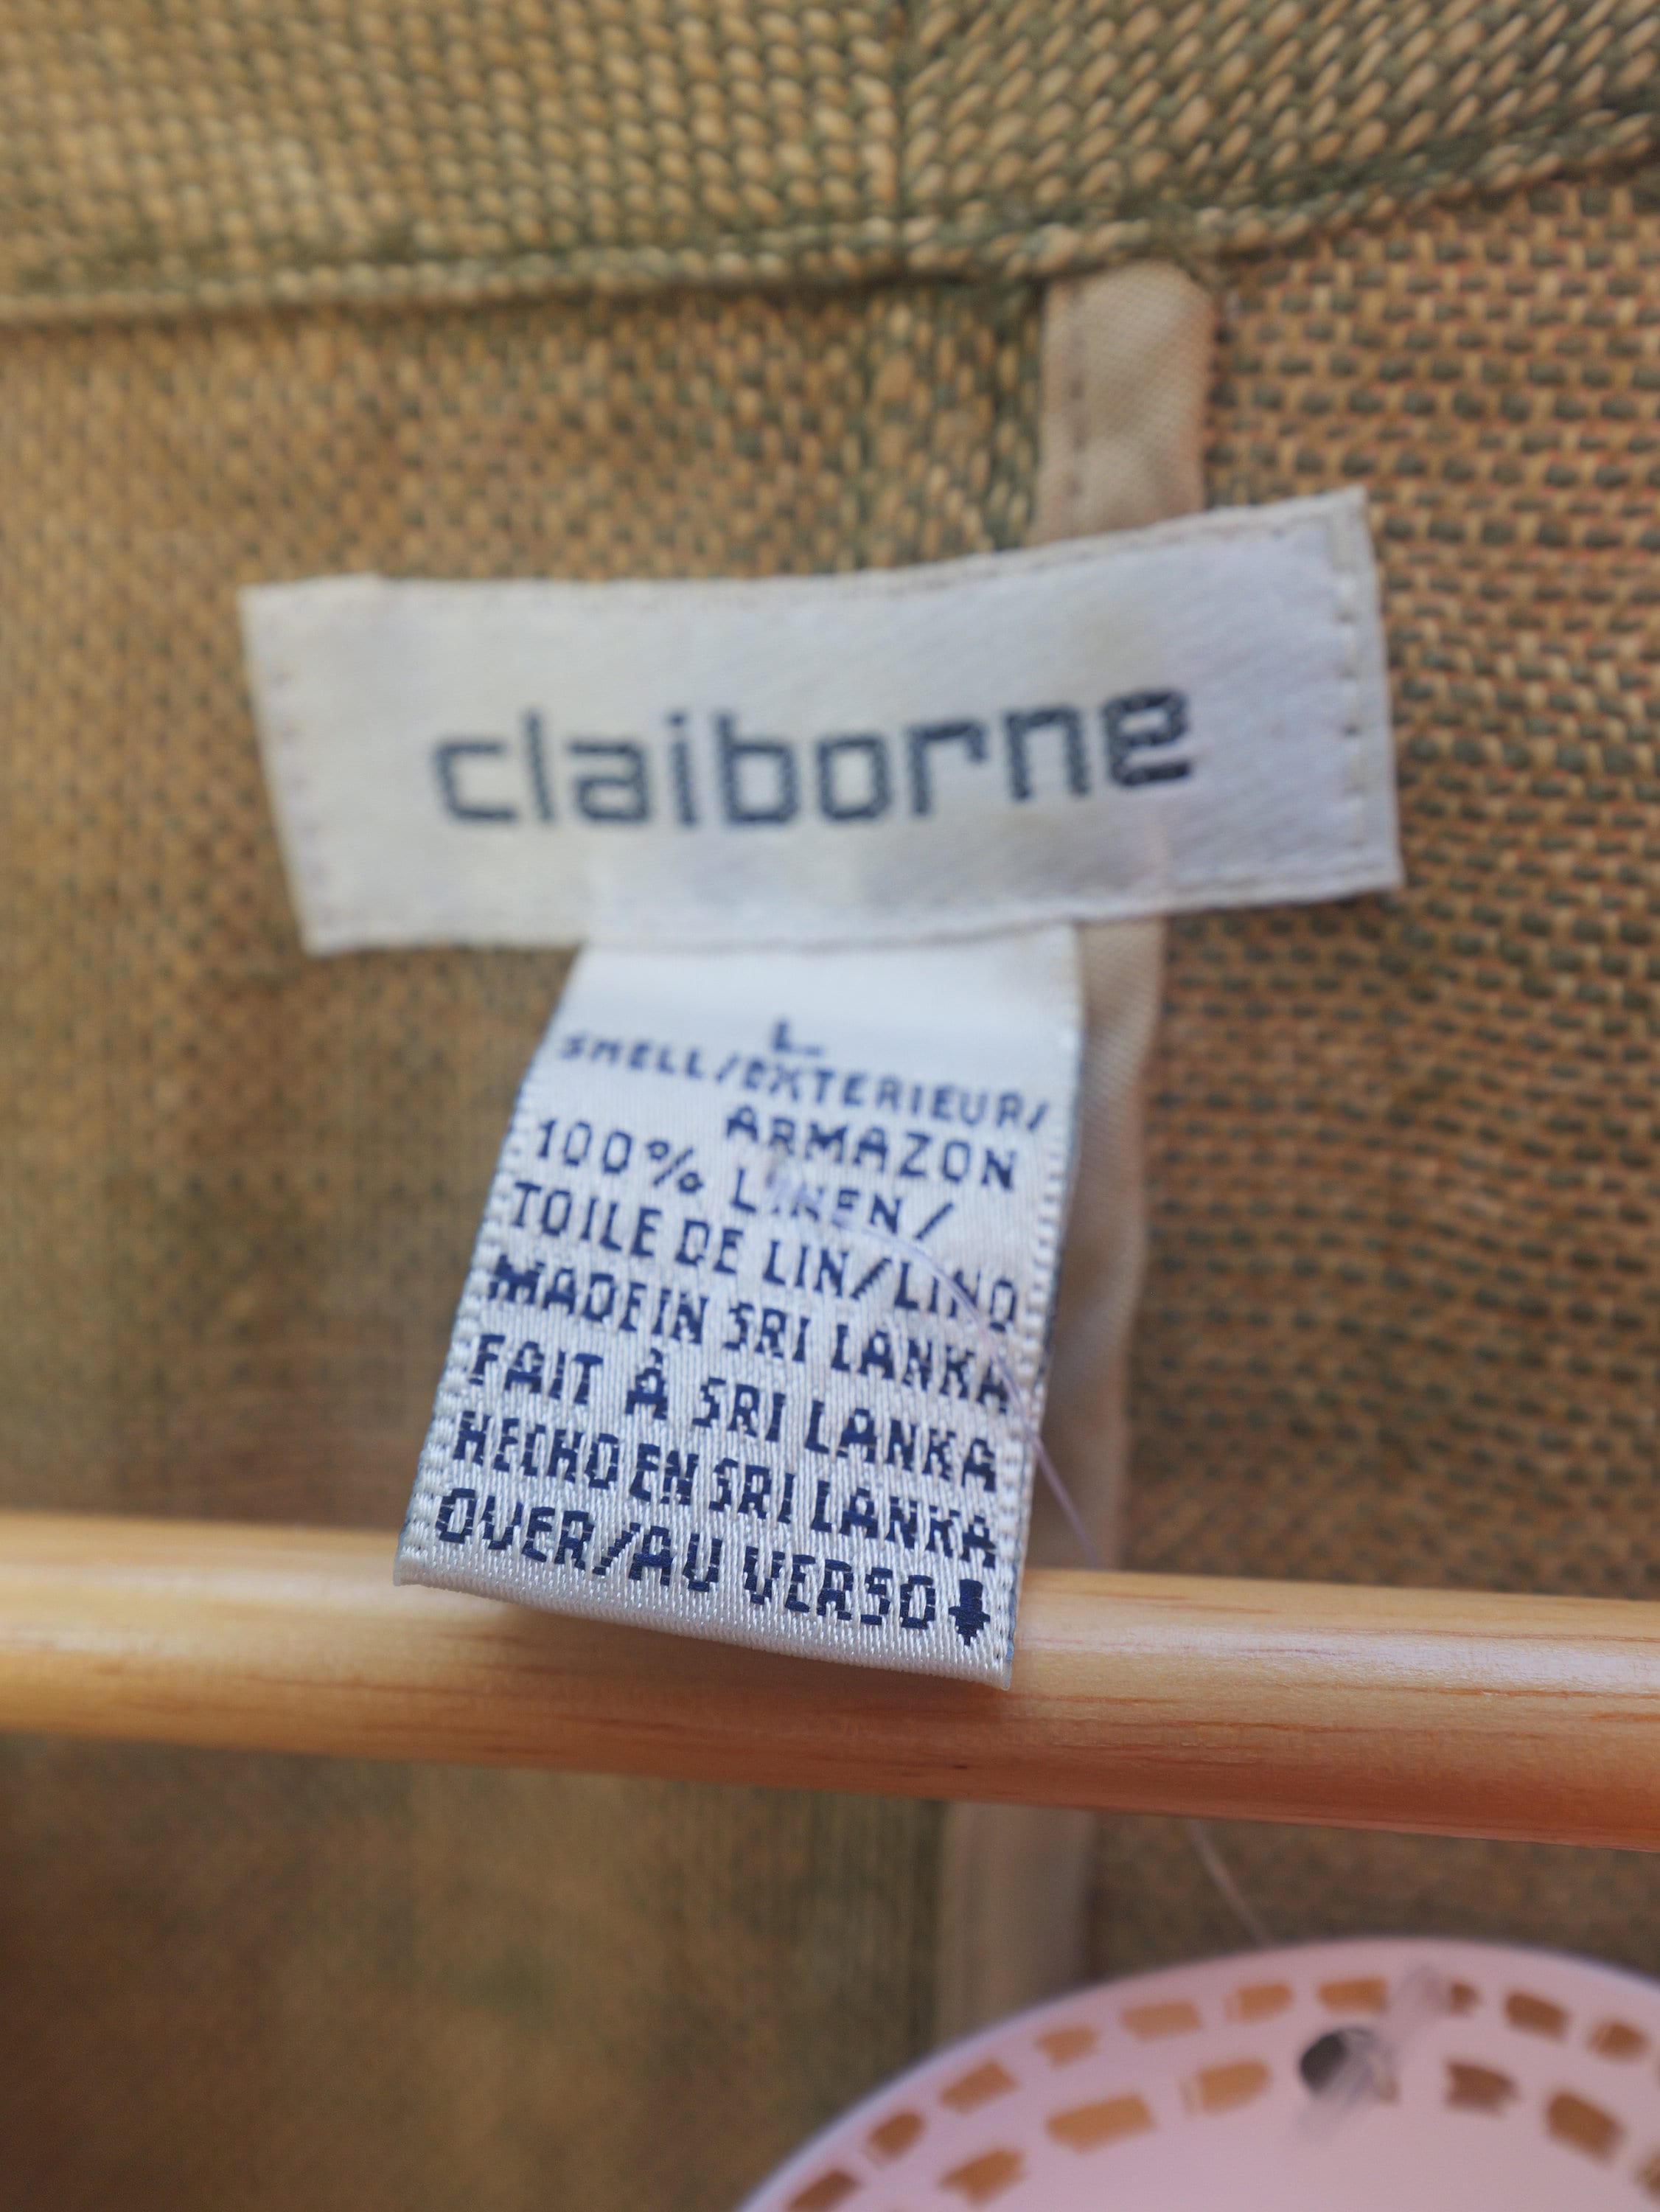 claiborne
L
SHELL/EXTERIEUR/
ARMAZON
100% LINEN/
TOILE DE LIN/LINO
MADE IN SRI LANKA
FAIT À SRI LANKA
HECHO EN SRI LANKA
OVER/AU VERSO